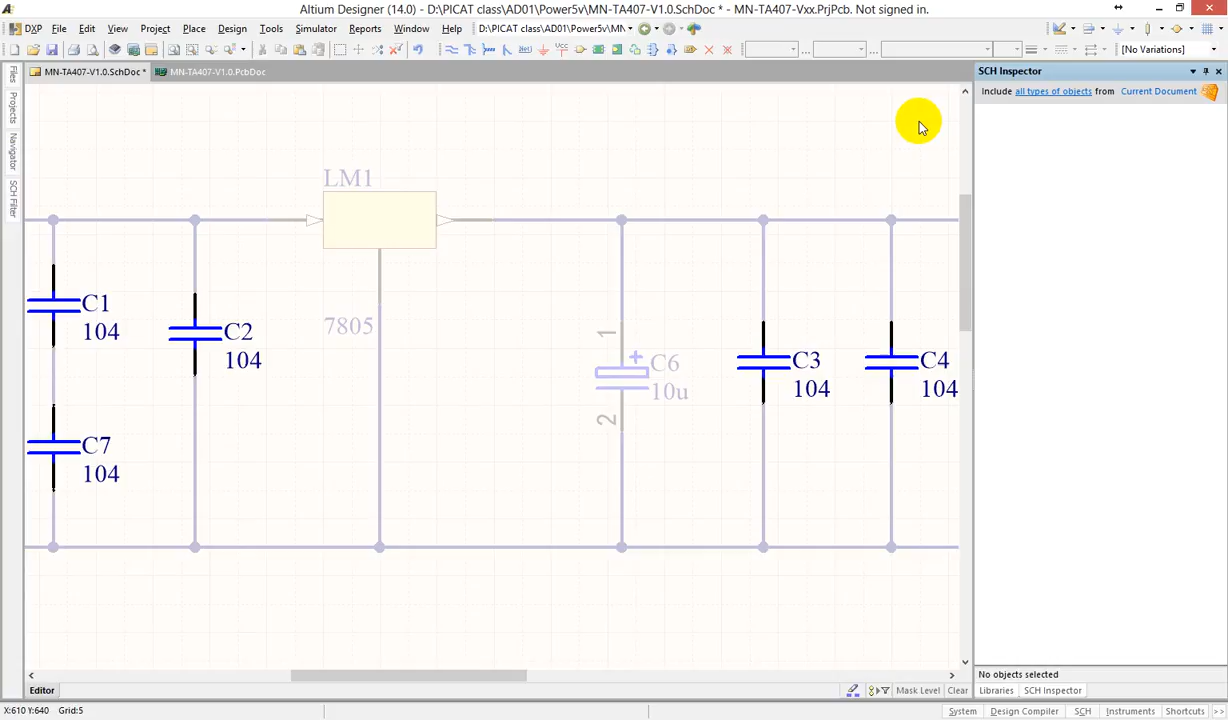 Altium Designer (14.0) - D:\PICAT class\AD01\Power5v\MN-TA407-V1.0.SchDoc * - MN-TA407-Vxx.PrjPcb. Not signed in.
DXP File Edit View Project Place Design Tools Simulator Reports Window Help D:\PICAT class\AD01\Power5v\MN
[No Variations]
MN-TA407-V1.0.SchDoc * MN-TA407-V1.0.PcbDoc
SCH Inspector
Include all types of objects from Current Document
Files
Projects
Navigator
SCH Filter
LM1
7805
C1
104
C2
104
C7
104
1
C6
10u
2
C3
104
C4
104
No objects selected
Editor
Mask Level Clear
Libraries SCH Inspector
X:610 Y:640 Grid:5
System Design Compiler SCH Instruments Shortcuts >>